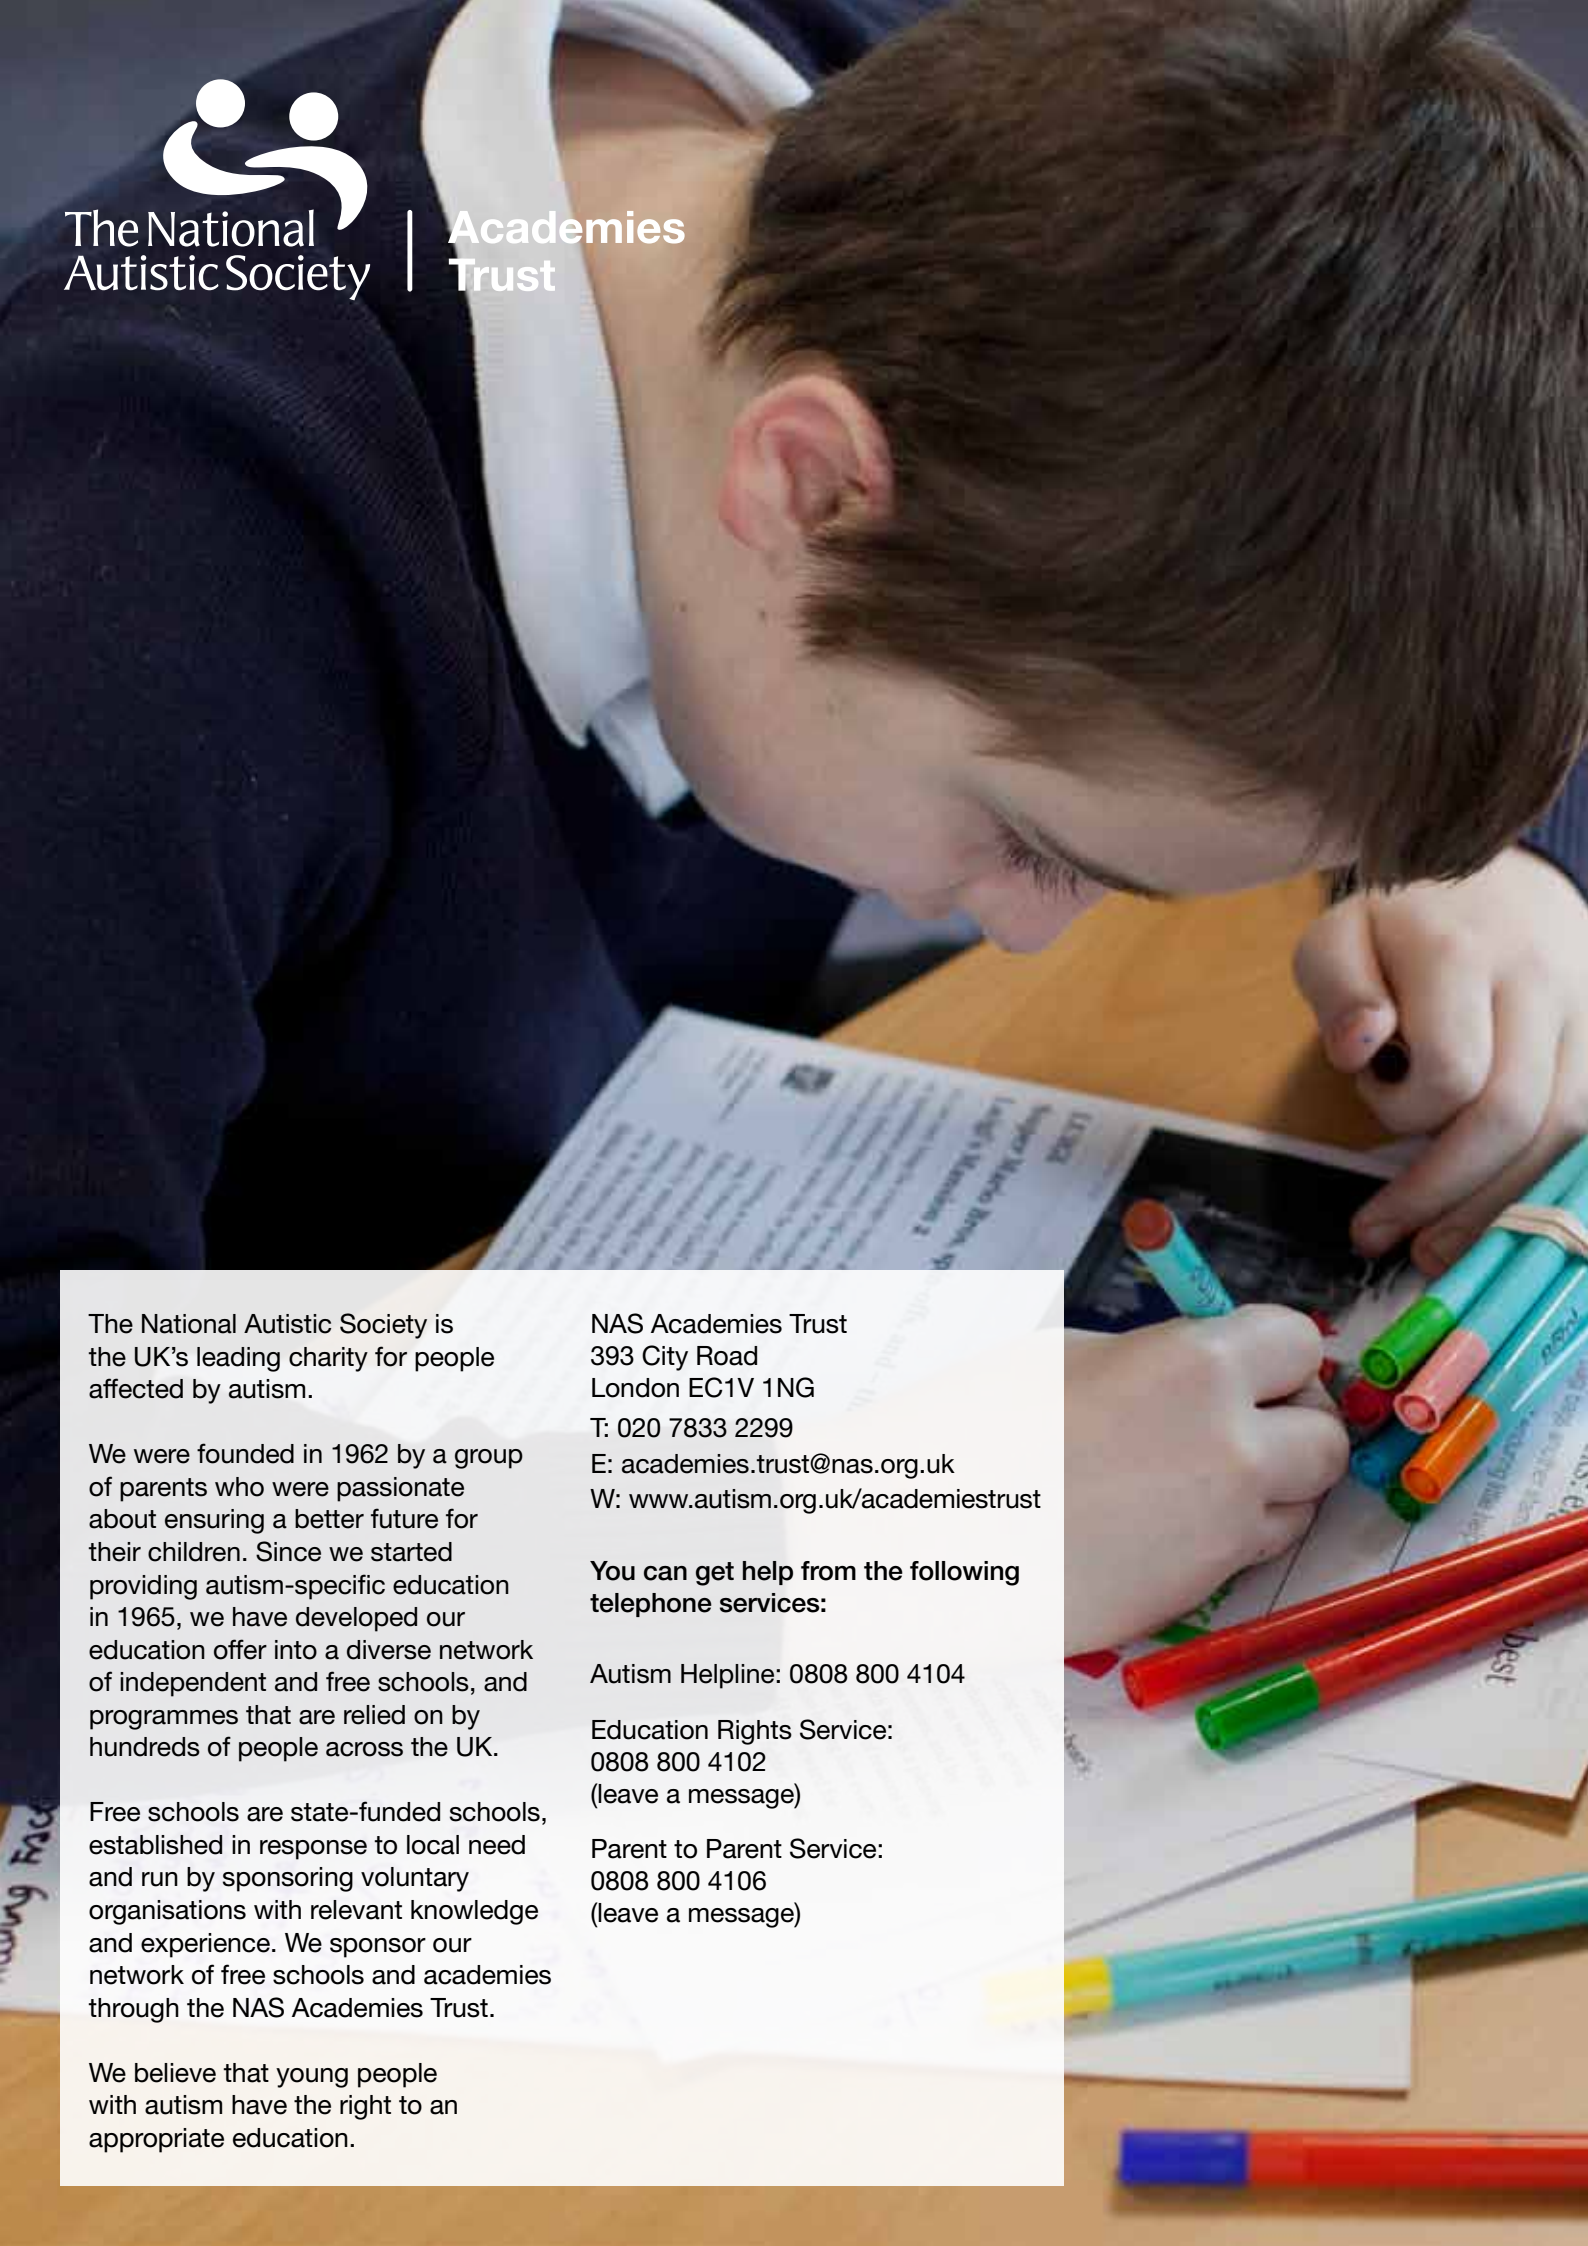 The National
Autistic Society
Academies
Trust
LUIGI
Super Mario Bros.
Luigi's Mansion 2
best
The National Autistic Society is
the UK's leading charity for people
affected by autism.
We were founded in 1962 by a group
of parents who were passionate
about ensuring a better future for
their children. Since we started
providing autism-specific education
in 1965, we have developed our
education offer into a diverse network
of independent and free schools, and
programmes that are relied on by
hundreds of people across the UK.
Free schools are state-funded schools,
established in response to local need
and run by sponsoring voluntary
organisations with relevant knowledge
and experience. We sponsor our
network of free schools and academies
through the NAS Academies Trust.
We believe that young people
with autism have the right to an
appropriate education.
NAS Academies Trust
393 City Road
London EC1V 1NG
T: 020 7833 2299
E: academies.trust@nas.org.uk
W: www.autism.org.uk/academiestrust
You can get help from the following
telephone services:
Autism Helpline: 0808 800 4104
Education Rights Service:
0808 800 4102
(leave a message)
Parent to Parent Service:
0808 800 4106
(leave a message)